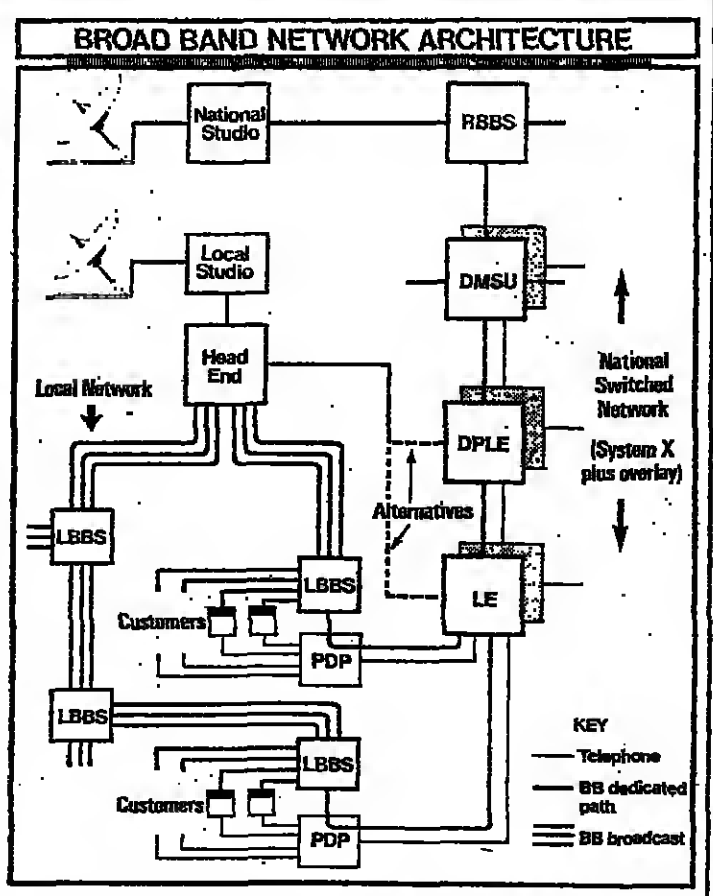 BROAD BAND NETWORK ARCHITECTURE
National
Studio
RBBS
Local
Studio
DMSU
Head
End
Local Network
National
Switched
Network
(System X
plus overlay)
DPLE
Alternatives
LBBS
LBBS
LE
Customers
PDP
LBBS
LBBS
Customers
PDP
KEY
Telephone
BB dedicated
path
BB broadcast